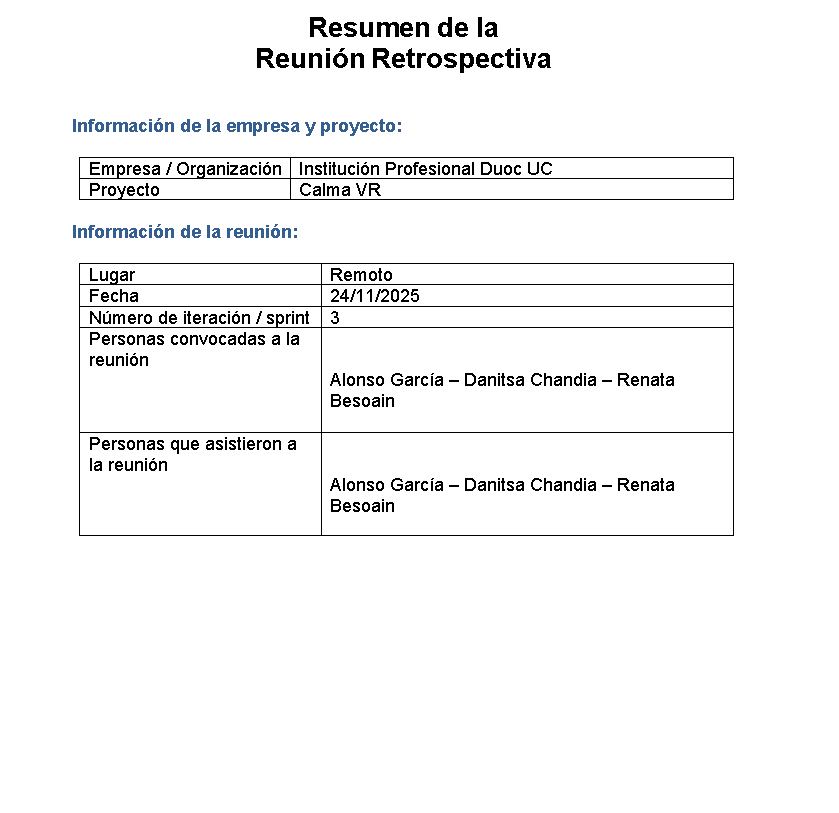 Resumen de la
Reunión Retrospectiva
Información de la empresa y proyecto:
Empresa / Organización Institución Profesional Duoc UC
Proyecto Calma VR
Información de la reunión:
Lugar Remoto
Fecha 24/11/2025
Número de iteración / sprint 3
Personas convocadas a la
reunión
Alonso García – Danitsa Chandia – Renata
Besoain
Personas que asistieron a
la reunión
Alonso García – Danitsa Chandia – Renata
Besoain